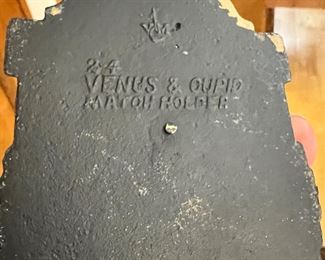 24
VENUS & CUPID
MATCH HOLDER